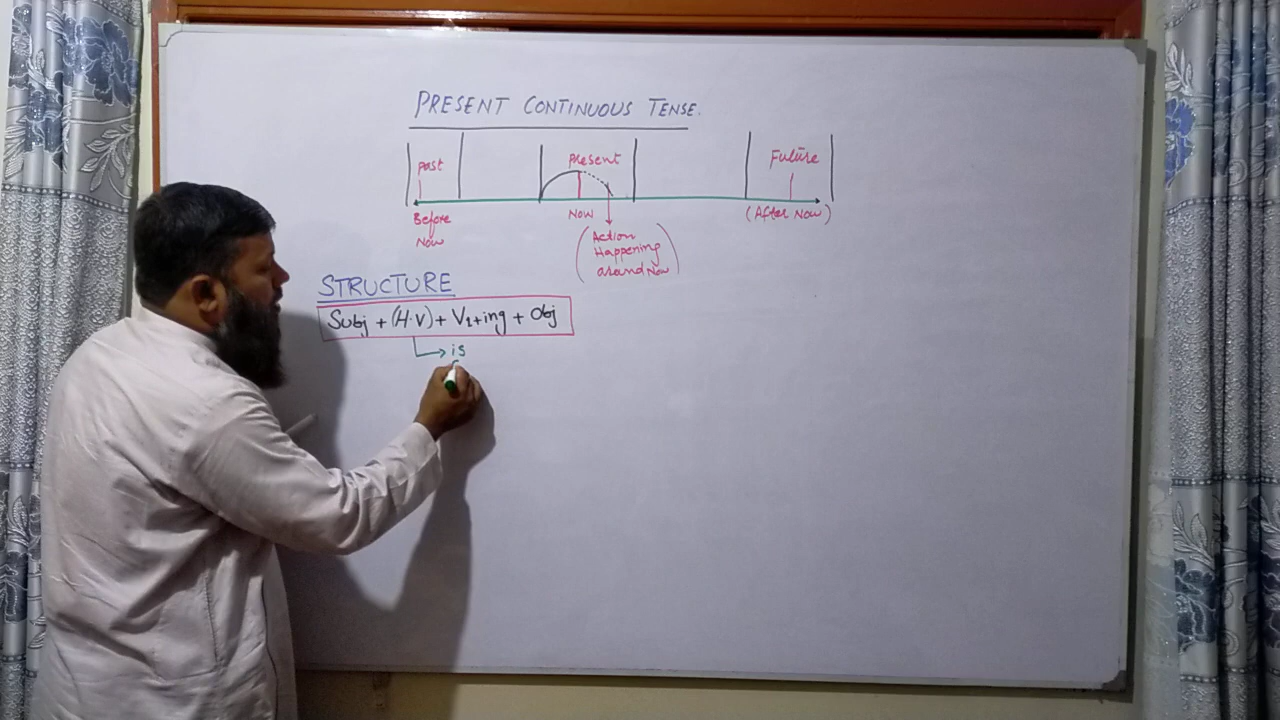 PRESENT CONTINUOUS TENSE.
Past
Present
Future
Before
Now
NOW
(After Now)
(Action
Happening
around Now)
STRUCTURE
Subj + (H.V) + V1+ing + Obj
is